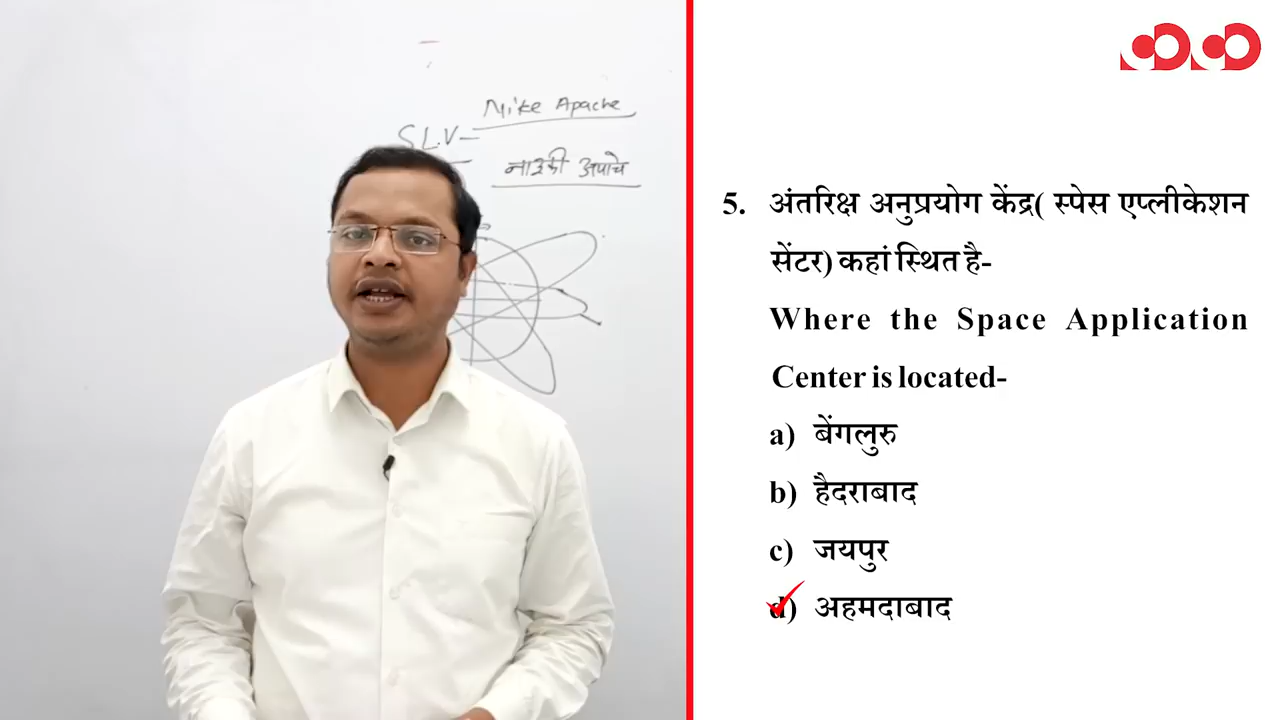 Nike Apache
S.L.V-
नाइकी अपाचे
5. अंतरिक्ष अनुप्रयोग केंद्र( स्पेस एप्लीकेशन
सेंटर) कहां स्थित है-
Where the Space Application
Center is located-
a) बेंगलुरु
b) हैदराबाद
c) जयपुर
d) अहमदाबाद